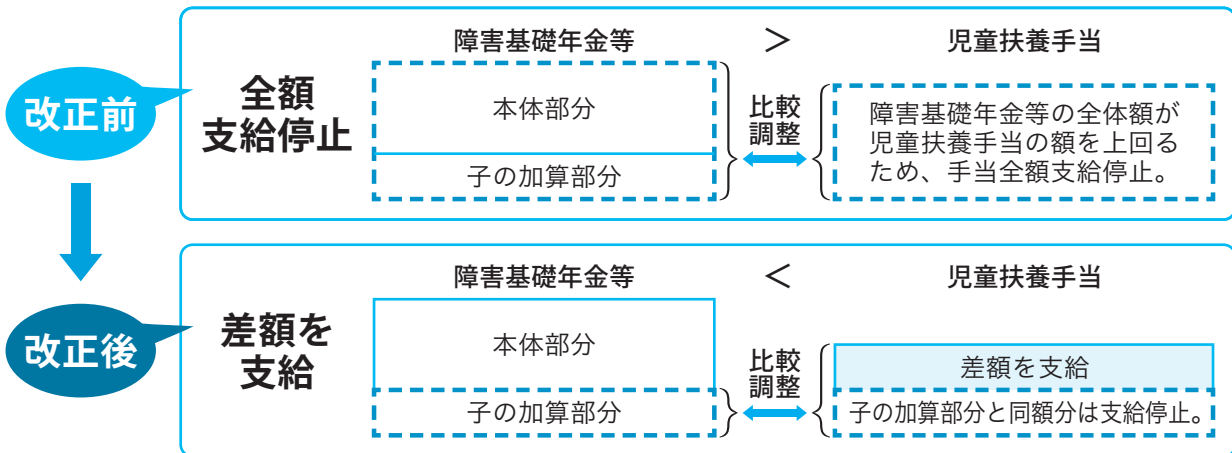 障害基礎年金等 ＞ 児童扶養手当
改正前
全額
支給停止
本体部分
子の加算部分
比較
調整
障害基礎年金等の全体額が
児童扶養手当の額を上回る
ため、手当全額支給停止。
障害基礎年金等 ＜ 児童扶養手当
改正後
差額を
支給
本体部分
子の加算部分
比較
調整
差額を支給
子の加算部分と同額分は支給停止。